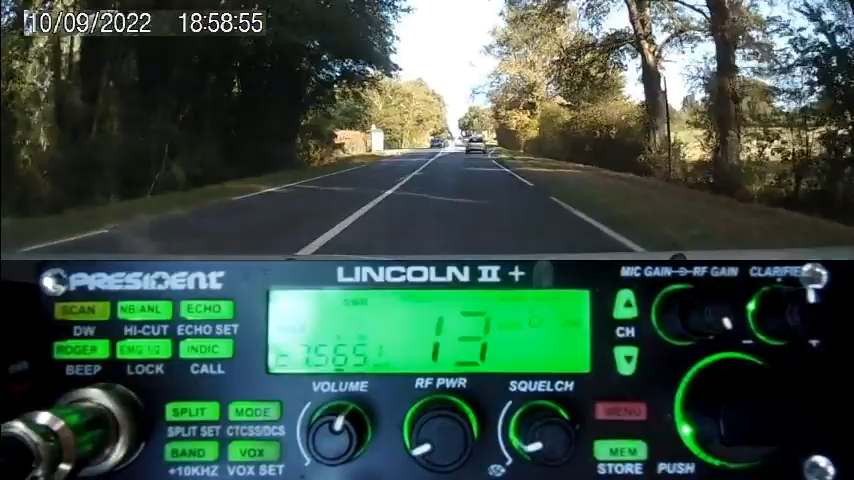 10/09/2022 18:58:55
PRESIDENT LINCOLN II + MIC GAIN RF GAIN CLARIFIER
SCAN NB/ANL ECHO
DW HI-CUT ECHO SET
ROGER EMG 1/2 INDIC
BEEP LOCK CALL
13
CH
VOLUME RF PWR SQUELCH
SPLIT MODE MENU
SPLIT SET CTCSS/DCS
BAND VOX MEM
+10KHZ VOX SET STORE PUSH